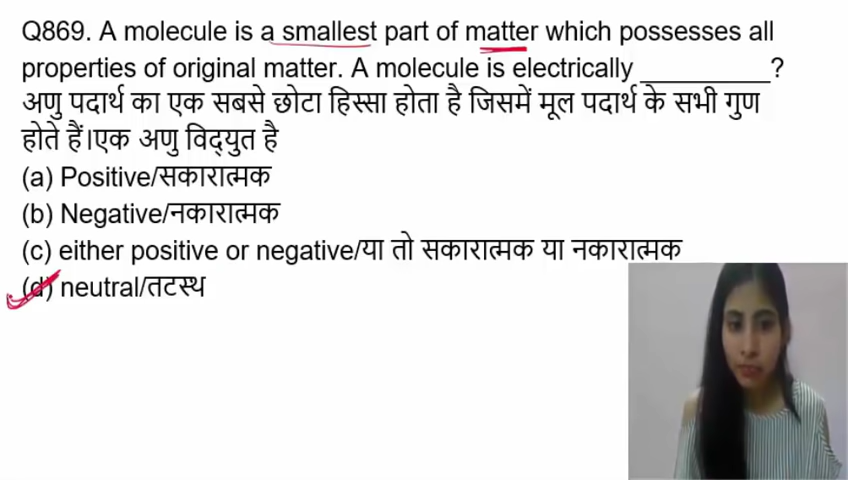 Q869. A molecule is a smallest part of matter which possesses all
properties of original matter. A molecule is electrically _________?
अणु पदार्थ का एक सबसे छोटा हिस्सा होता है जिसमें मूल पदार्थ के सभी गुण
होते हैं।एक अणु विद्युत है
(a) Positive/सकारात्मक
(b) Negative/नकारात्मक
(c) either positive or negative/या तो सकारात्मक या नकारात्मक
(d) neutral/तटस्थ